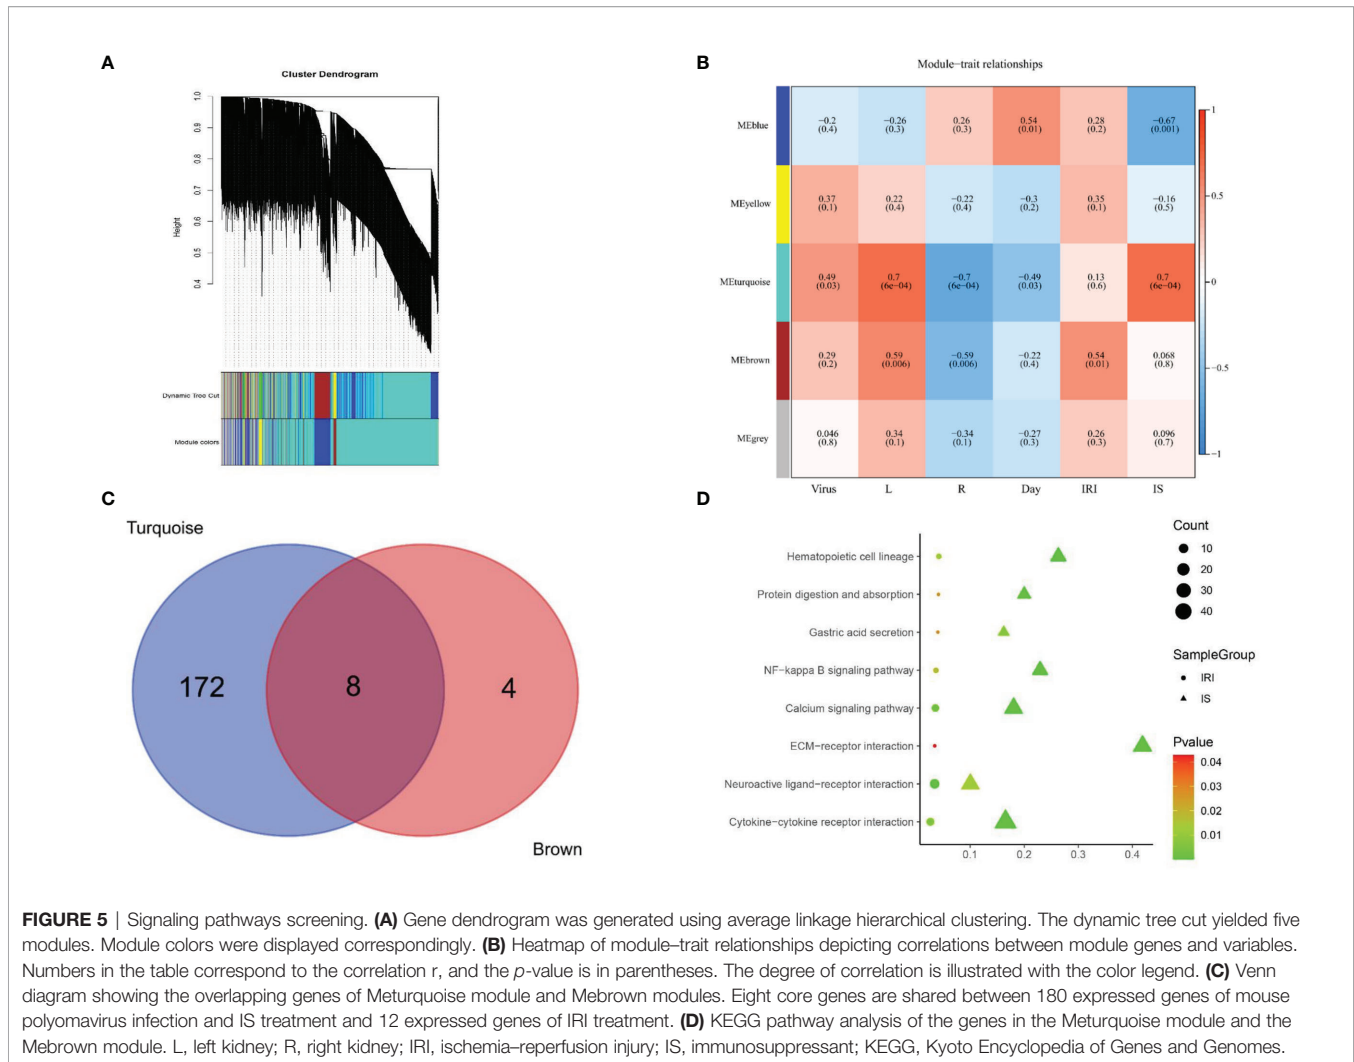 A
Cluster Dendrogram
Height
1.0
0.9
0.8
0.7
0.6
0.5
0.4
Dynamic Tree Cut
Module colors
B
Module−trait relationships
MEblue
−0.2 −0.26 0.26 0.54 0.28 −0.67
(0.4) (0.3) (0.3) (0.01) (0.2) (0.001)
MEyellow
0.37 0.22 −0.22 −0.3 0.35 −0.16
(0.1) (0.4) (0.4) (0.2) (0.1) (0.5)
MEturquoise
0.49 0.7 −0.7 −0.49 0.13 0.7
(0.03) (6e−04) (6e−04) (0.03) (0.6) (6e−04)
MEbrown
0.29 0.59 −0.59 −0.22 0.54 0.068
(0.2) (0.006) (0.006) (0.4) (0.01) (0.8)
MEgrey
0.046 0.34 −0.34 −0.27 0.26 0.096
(0.8) (0.1) (0.1) (0.3) (0.3) (0.7)
Virus L R Day IRI IS
1
0.5
0
−0.5
−1
C
Turquoise
172 8 4
Brown
D
Hematopoietic cell lineage
Protein digestion and absorption
Gastric acid secretion
NF−kappa B signaling pathway
Calcium signaling pathway
ECM−receptor interaction
Neuroactive ligand−receptor interaction
Cytokine−cytokine receptor interaction
0.1 0.2 0.3 0.4
Count
10
20
30
40
SampleGroup
IRI
IS
Pvalue
0.04
0.03
0.02
0.01
FIGURE 5 | Signaling pathways screening. (A) Gene dendrogram was generated using average linkage hierarchical clustering. The dynamic tree cut yielded five
modules. Module colors were displayed correspondingly. (B) Heatmap of module–trait relationships depicting correlations between module genes and variables.
Numbers in the table correspond to the correlation r, and the p-value is in parentheses. The degree of correlation is illustrated with the color legend. (C) Venn
diagram showing the overlapping genes of Meturquoise module and Mebrown modules. Eight core genes are shared between 180 expressed genes of mouse
polyomavirus infection and IS treatment and 12 expressed genes of IRI treatment. (D) KEGG pathway analysis of the genes in the Meturquoise module and the
Mebrown module. L, left kidney; R, right kidney; IRI, ischemia–reperfusion injury; IS, immunosuppressant; KEGG, Kyoto Encyclopedia of Genes and Genomes.